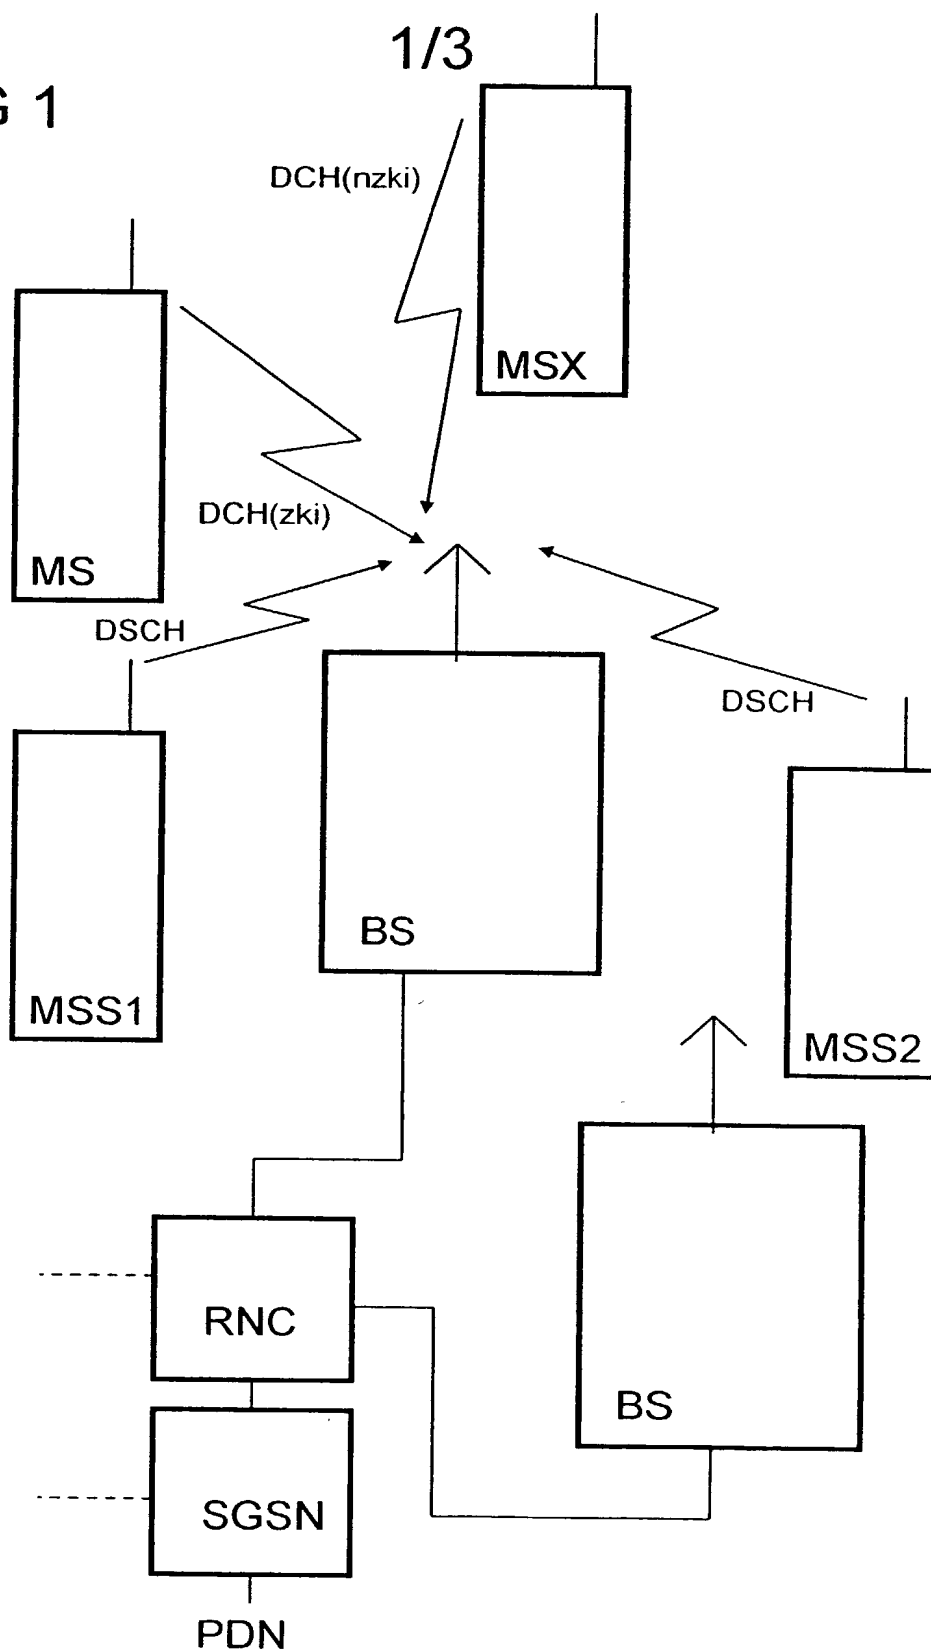 1/3
G 1
DCH(nzki)
MSX
DCH(zki)
MS
DSCH
DSCH
BS
MSS1
MSS2
RNC
BS
SGSN
PDN